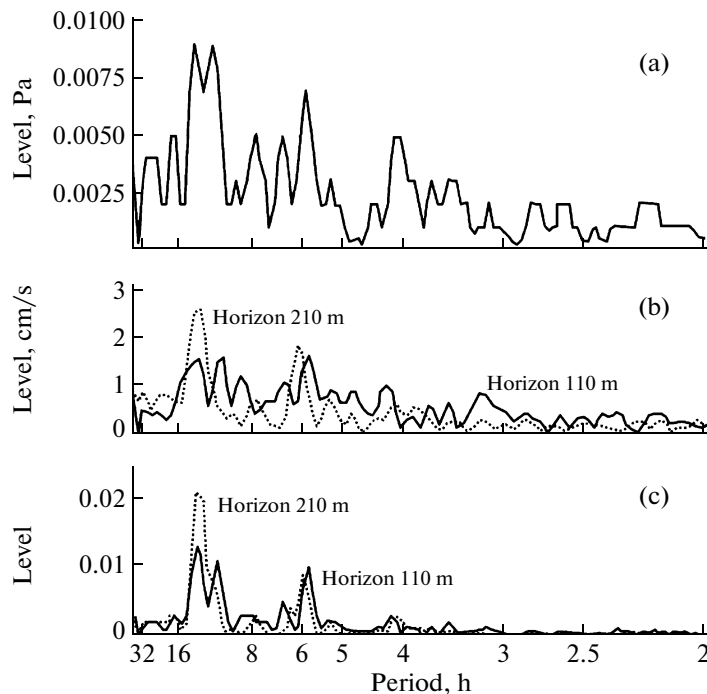 0.0100
(a)
0.0075
0.0050
0.0025
Level, Pa
3
(b)
Horizon 210 m
2
Horizon 110 m
1
0
Level, cm/s
(c)
0.02
Horizon 210 m
0.01
Horizon 110 m
0
Level
32 16 8 6 5 4 3 2.5 2
Period, h